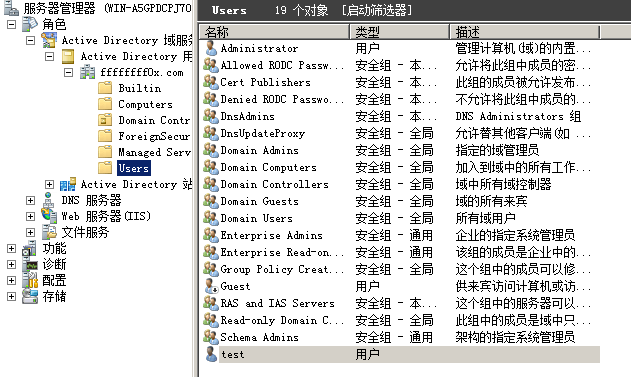 服务器管理器 (WIN-A5GPDCPJ7O
角色
Active Directory 域服
Active Directory 用
ffffffff0x.com
Builtin
Computers
Domain Contr
ForeignSecur
Managed Serv
Users
Active Directory 站
DNS 服务器
Web 服务器(IIS)
文件服务
功能
诊断
配置
存储
Users 19 个对象 [启动筛选器]
名称 类型 描述
Administrator 用户 管理计算机(域)的内置...
Allowed RODC Passw... 安全组 - 本... 允许将此组中成员的密...
Cert Publishers 安全组 - 本... 此组的成员被允许发布...
Denied RODC Passwo... 安全组 - 本... 不允许将此组中成员的...
DnsAdmins 安全组 - 本... DNS Administrators 组
DnsUpdateProxy 安全组 - 全局 允许替其他客户端(如 ...
Domain Admins 安全组 - 全局 指定的域管理员
Domain Computers 安全组 - 全局 加入到域中的所有工作...
Domain Controllers 安全组 - 全局 域中所有域控制器
Domain Guests 安全组 - 全局 域的所有来宾
Domain Users 安全组 - 全局 所有域用户
Enterprise Admins 安全组 - 通用 企业的指定系统管理员
Enterprise Read-on... 安全组 - 通用 该组的成员是企业中的...
Group Policy Creat... 安全组 - 全局 这个组中的成员可以修...
Guest 用户 供来宾访问计算机或访...
RAS and IAS Servers 安全组 - 本... 这个组中的服务器可以...
Read-only Domain C... 安全组 - 全局 此组中的成员是域中只...
Schema Admins 安全组 - 通用 架构的指定系统管理员
test 用户